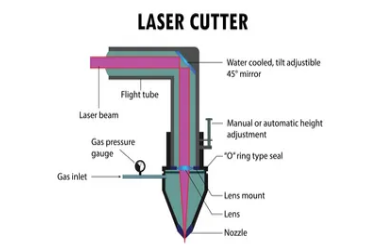 LASER CUTTER
Water cooled, tilt adjustible
45° mirror
Flight tube
Laser beam
Manual or automatic height
adjustment
Gas pressure
gauge
"O" ring type seal
Gas inlet
Lens mount
Lens
Nozzle